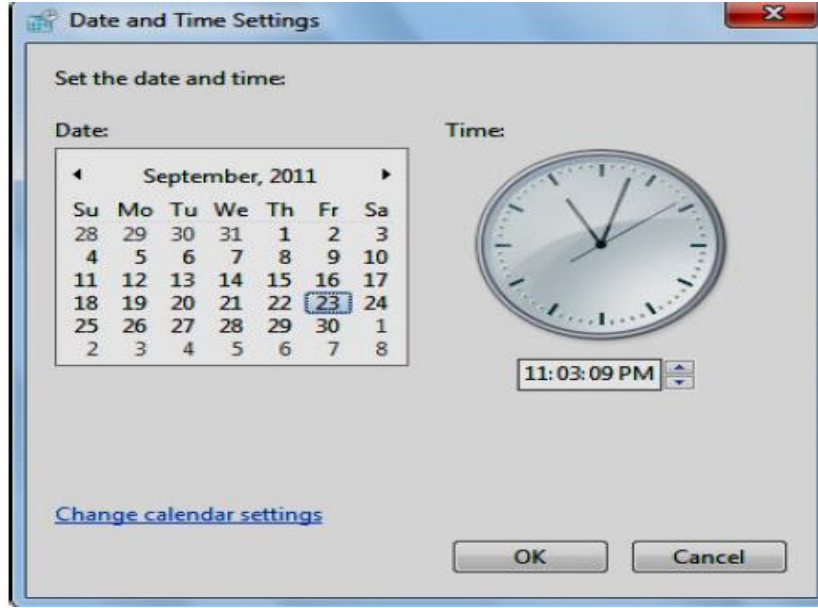 Date and Time Settings
Set the date and time:
Date:
Time:
September, 2011
Su Mo Tu We Th Fr Sa
28 29 30 31 1 2 3
4 5 6 7 8 9 10
11 12 13 14 15 16 17
18 19 20 21 22 23 24
25 26 27 28 29 30 1
2 3 4 5 6 7 8
11:03:09 PM
Change calendar settings
OK
Cancel